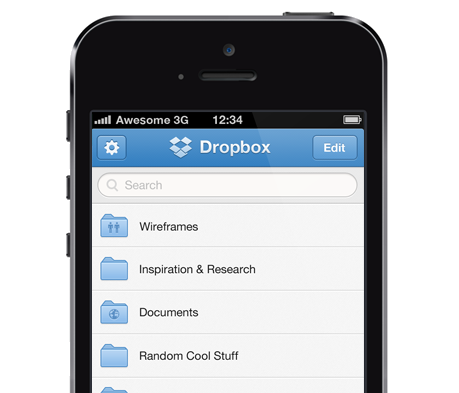 Awesome 3G 12:34
Dropbox Edit
Search
Wireframes
Inspiration & Research
Documents
Random Cool Stuff